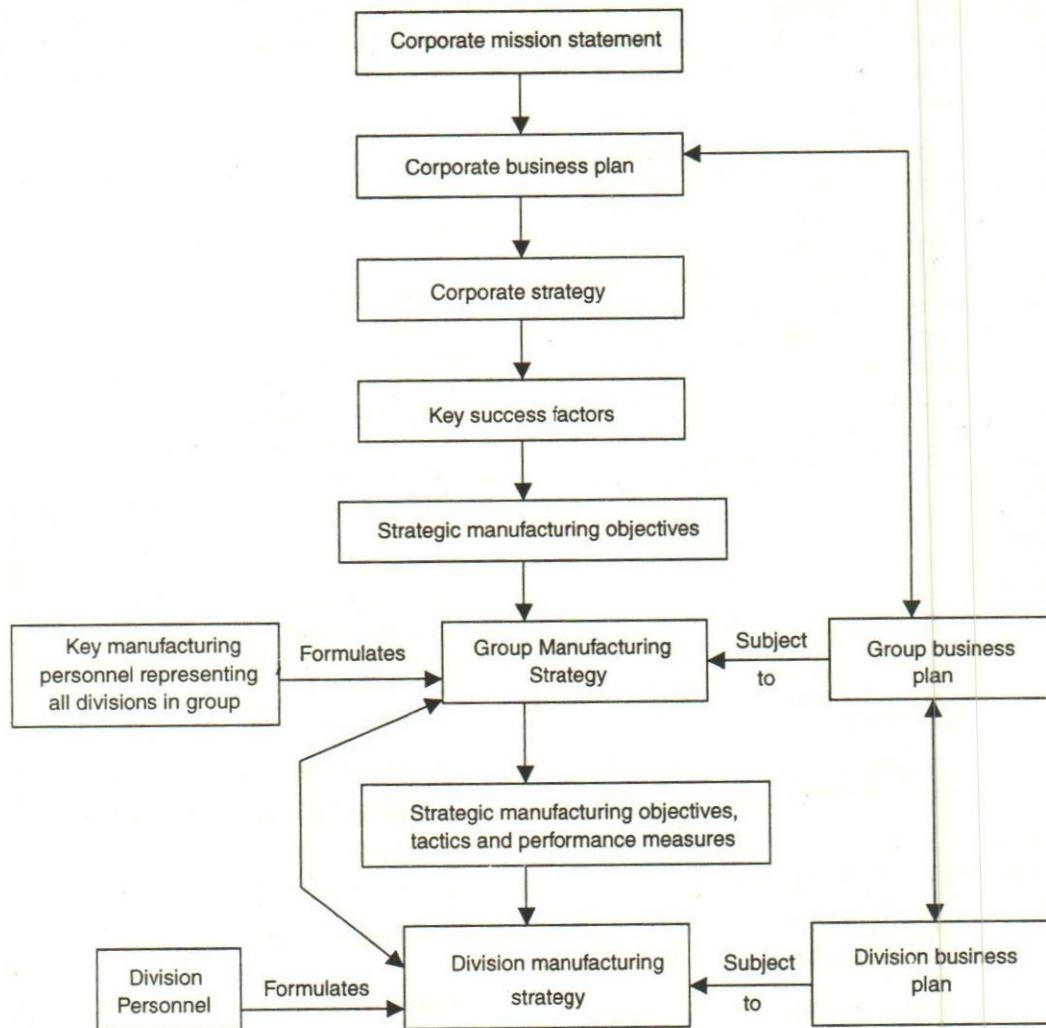 Corporate mission statement
Corporate business plan
Corporate strategy
Key success factors
Strategic manufacturing objectives
Key manufacturing
personnel representing
all divisions in group
Formulates
Group Manufacturing
Strategy
Subject
to
Group business
plan
Strategic manufacturing objectives,
tactics and performance measures
Division
Personnel
Formulates
Division manufacturing
strategy
Subject
to
Division business
plan